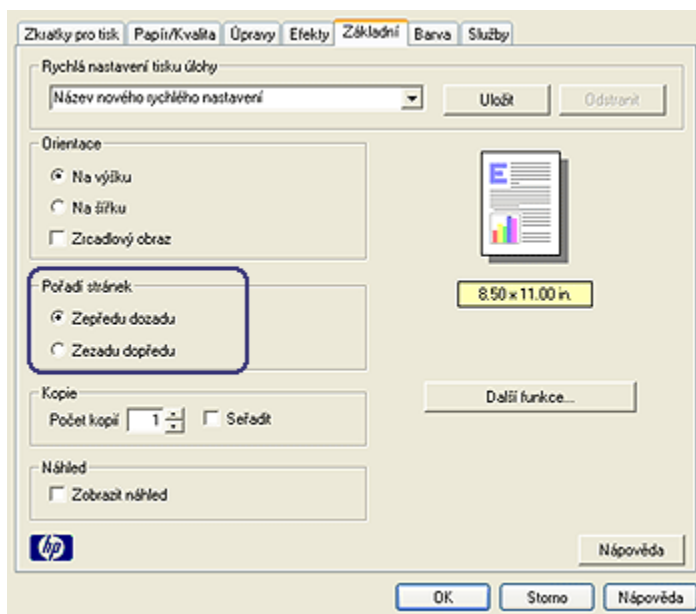 Zkratky pro tisk Papír/Kvalita Úpravy Efekty Základní Barva Služby
Rychlá nastavení tisku úlohy
Název nového rychlého nastavení Uložit Odstranit
Orientace
Na výšku
Na šířku
Zrcadlový obraz
E
Pořadí stránek
Zepředu dozadu
Zezadu dopředu
8.50 x 11.00 in.
Kopie
Počet kopií 1 Seřadit
Další funkce...
Náhled
Zobrazit náhled
hp
Nápověda
OK Storno Nápověda